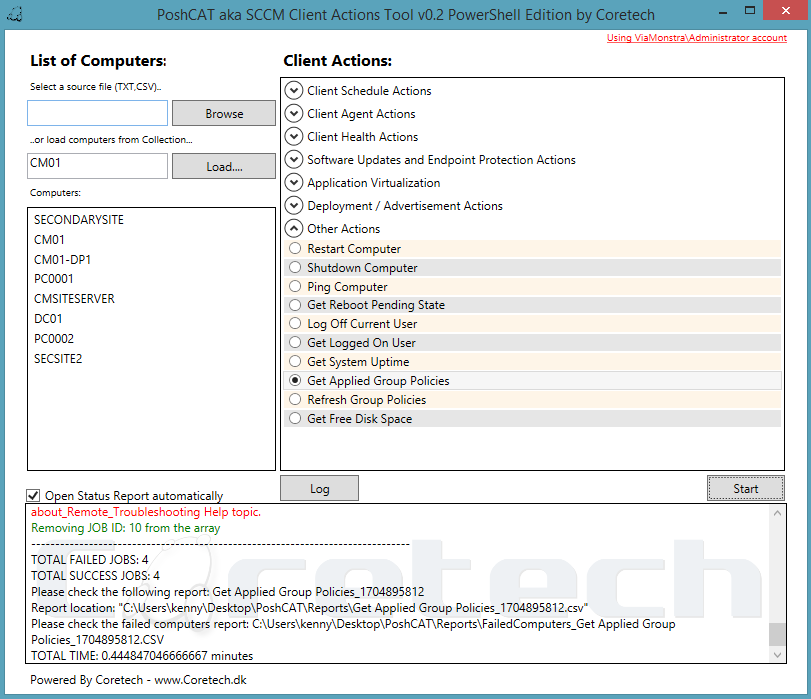 PoshCAT aka SCCM Client Actions Tool v0.2 PowerShell Edition by Coretech
Using ViaMonstra\Administrator account
List of Computers:
Select a source file (TXT,CSV)..
Browse
..or load computers from Collection...
CM01
Load....
Computers:
SECONDARYSITE
CM01
CM01-DP1
PC0001
CMSITESERVER
DC01
PC0002
SECSITE2
Client Actions:
Client Schedule Actions
Client Agent Actions
Client Health Actions
Software Updates and Endpoint Protection Actions
Application Virtualization
Deployment / Advertisement Actions
Other Actions
Restart Computer
Shutdown Computer
Ping Computer
Get Reboot Pending State
Log Off Current User
Get Logged On User
Get System Uptime
Get Applied Group Policies
Refresh Group Policies
Get Free Disk Space
Open Status Report automatically
Log
Start
about_Remote_Troubleshooting Help topic.
Removing JOB ID: 10 from the array
--------------------------------------------------------------------------------
TOTAL FAILED JOBS: 4
TOTAL SUCCESS JOBS: 4
Please check the following report: Get Applied Group Policies_1704895812
Report location: "C:\Users\kenny\Desktop\PoshCAT\Reports\Get Applied Group Policies_1704895812.csv"
Please check the failed computers report: C:\Users\kenny\Desktop\PoshCAT\Reports\FailedComputers_Get Applied Group
Policies_1704895812.CSV
TOTAL TIME: 0.444847046666667 minutes
Coretech
Powered By Coretech - www.Coretech.dk